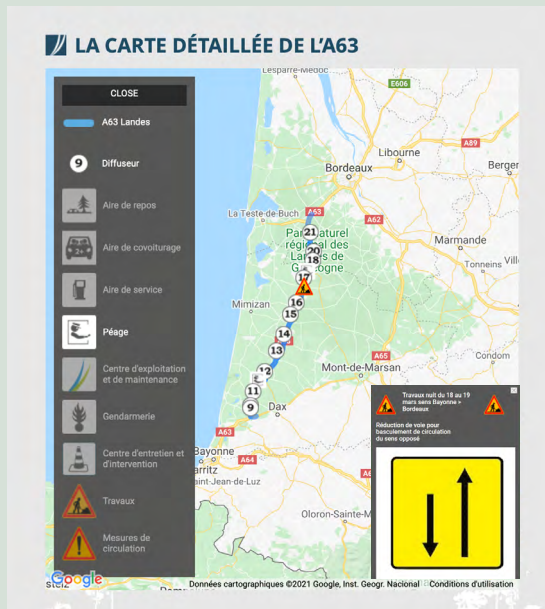 LA CARTE DÉTAILLÉE DE L'A63
CLOSE
A63 Landes
9 Diffuseur
Aire de repos
Aire de covoiturage
Aire de service
Péage
Centre d'exploitation
et de maintenance
Gendarmerie
Centre d'entretien et
d'intervention
Travaux
Mesures de
circulation
Lesparre-Médoc
E606
A89
Libourne
Bordeaux
Berger
La Teste-de-Buch
A63
A62
21
Parc naturel
régional des
Landes de
Gascogne
20
18
17
Marmande
Tonneins
Mimizan
16
15
14
13
12
11
9
A65
Condom
Mont-de-Marsan
Dax
A63
Bayonne
A64
Saint-Jean-de-Luz
Travaux nuit du 18 au 19
mars sens Bayonne >
Bordeaux
Réduction de voie pour
basculement de circulation
du sens opposé
Oloron-Sainte-M
Google
Données cartographiques ©2021 Google, Inst. Geogr. Nacional
Conditions d'utilisation